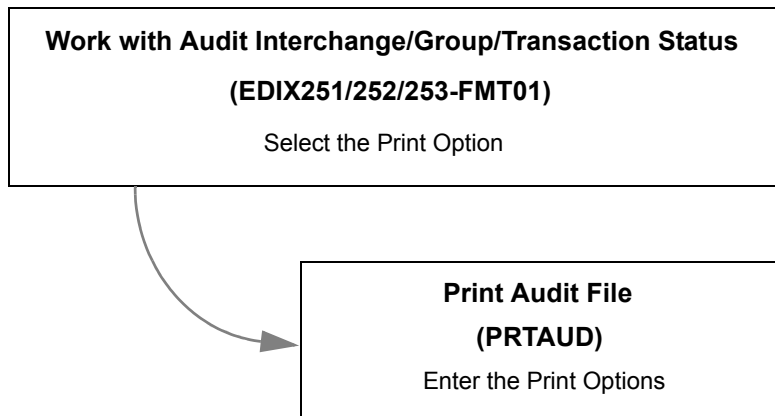 Work with Audit Interchange/Group/Transaction Status
(EDIX251/252/253-FMT01)
Select the Print Option
Print Audit File
(PRTAUD)
Enter the Print Options